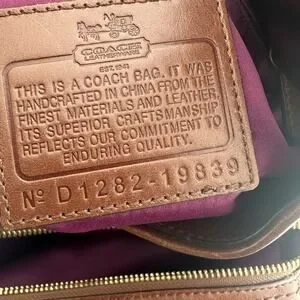 COACH
LEATHERWARE
EST. 1941
THIS IS A COACH BAG. IT WAS
HANDCRAFTED IN CHINA FROM
FINEST MATERIALS AND LEATHER.
ITS SUPERIOR CRAFTSMANSHIP
REFLECTS OUR COMMITMENT TO
ENDURING QUALITY.
Nº D1282-19839